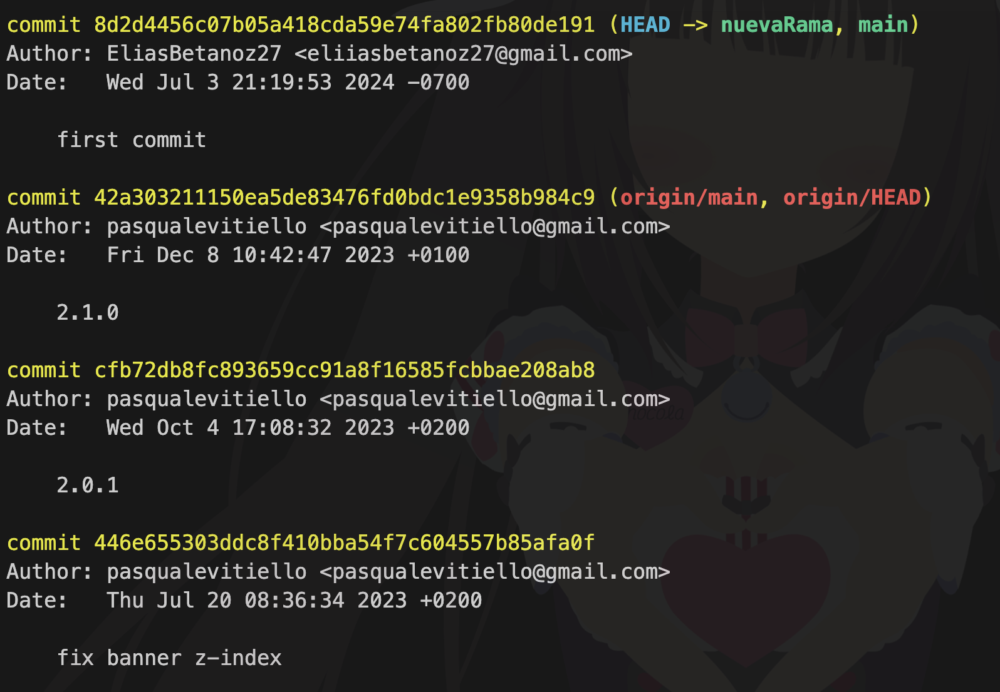 commit 8d2d4456c07b05a418cda59e74fa802fb80de191 (HEAD -> nuevaRama, main)
Author: EliasBetanoz27 <eliiasbetanoz27@gmail.com>
Date:   Wed Jul 3 21:19:53 2024 -0700
first commit
commit 42a303211150ea5de83476fd0bdc1e9358b984c9 (origin/main, origin/HEAD)
Author: pasqualevitiello <pasqualevitiello@gmail.com>
Date:   Fri Dec 8 10:42:47 2023 +0100
2.1.0
commit cfb72db8fc893659cc91a8f16585fcbbae208ab8
Author: pasqualevitiello <pasqualevitiello@gmail.com>
Date:   Wed Oct 4 17:08:32 2023 +0200
2.0.1
commit 446e655303ddc8f410bba54f7c604557b85afa0f
Author: pasqualevitiello <pasqualevitiello@gmail.com>
Date:   Thu Jul 20 08:36:34 2023 +0200
fix banner z-index